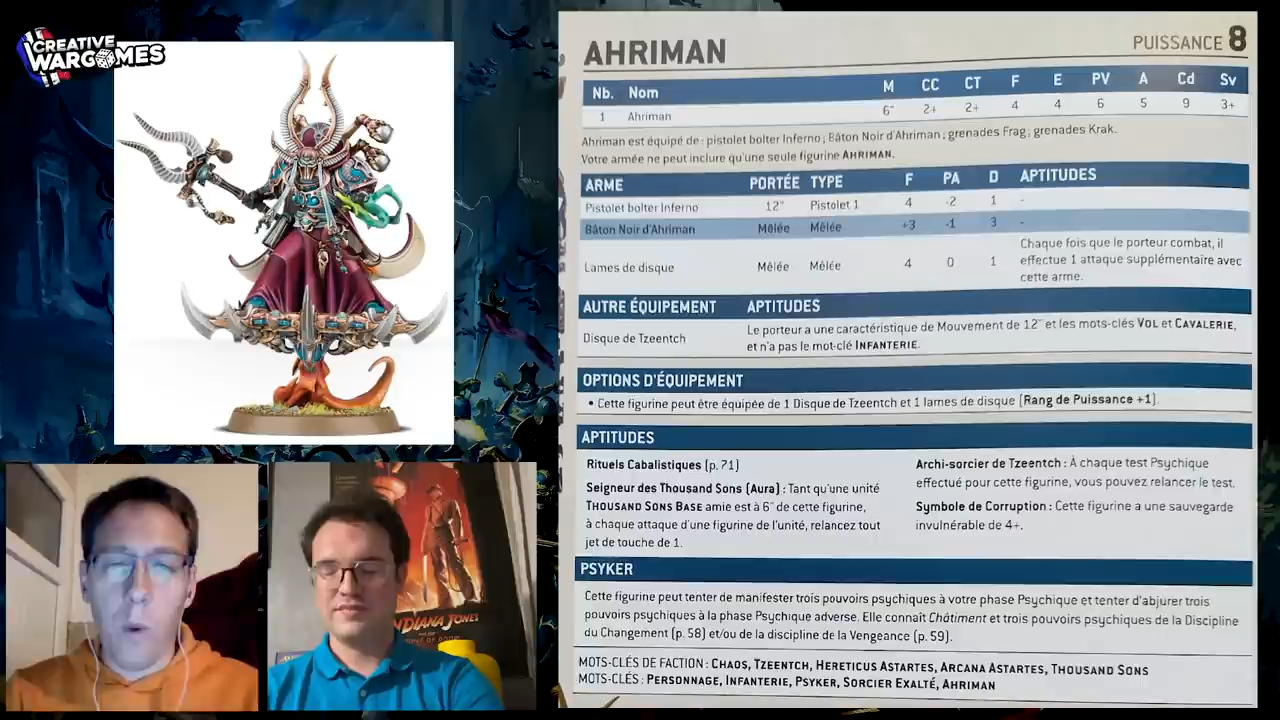 CREATIVE
WARGAMES
AHRIMAN
PUISSANCE 8
Nb. Nom M CC CT F E PV A Cd Sv
1 Ahriman 6" 2+ 2+ 4 4 6 5 9 3+
Ahriman est équipé de : pistolet bolter Inferno ; Bâton Noir d'Ahriman ; grenades Frag ; grenades Krak.
Votre armée ne peut inclure qu'une seule figurine AHRIMAN.
ARME PORTÉE TYPE F PA D APTITUDES
Pistolet bolter Inferno 12" Pistolet 1 4 -2 1 -
Bâton Noir d'Ahriman Mêlée Mêlée +3 -1 3 -
Lames de disque Mêlée Mêlée 4 0 1 Chaque fois que le porteur combat, il
effectue 1 attaque supplémentaire avec
cette arme.
AUTRE ÉQUIPEMENT APTITUDES
Disque de Tzeentch Le porteur a une caractéristique de Mouvement de 12" et les mots-clés VOL et CAVALERIE,
et n'a pas le mot-clé INFANTERIE.
OPTIONS D'ÉQUIPEMENT
• Cette figurine peut être équipée de 1 Disque de Tzeentch et 1 lames de disque (Rang de Puissance +1).
APTITUDES
Rituels Cabalistiques (p. 71)
Seigneur des Thousand Sons (Aura) : Tant qu'une unité
THOUSAND SONS BASE amie est à 6" de cette figurine,
à chaque attaque d'une figurine de l'unité, relancez tout
jet de touche de 1.
Archi-sorcier de Tzeentch : À chaque test Psychique
effectué pour cette figurine, vous pouvez relancer le test.
Symbole de Corruption : Cette figurine a une sauvegarde
invulnérable de 4+.
PSYKER
Cette figurine peut tenter de manifester trois pouvoirs psychiques à votre phase Psychique et tenter d'abjurer trois
pouvoirs psychiques à la phase Psychique adverse. Elle connaît Châtiment et trois pouvoirs psychiques de la Discipline
du Changement (p. 58) et/ou de la discipline de la Vengeance (p. 59).
MOTS-CLÉS DE FACTION : CHAOS, TZEENTCH, HERETICUS ASTARTES, ARCANA ASTARTES, THOUSAND SONS
MOTS-CLÉS : PERSONNAGE, INFANTERIE, PSYKER, SORCIER EXALTÉ, AHRIMAN
INDIANA JONES